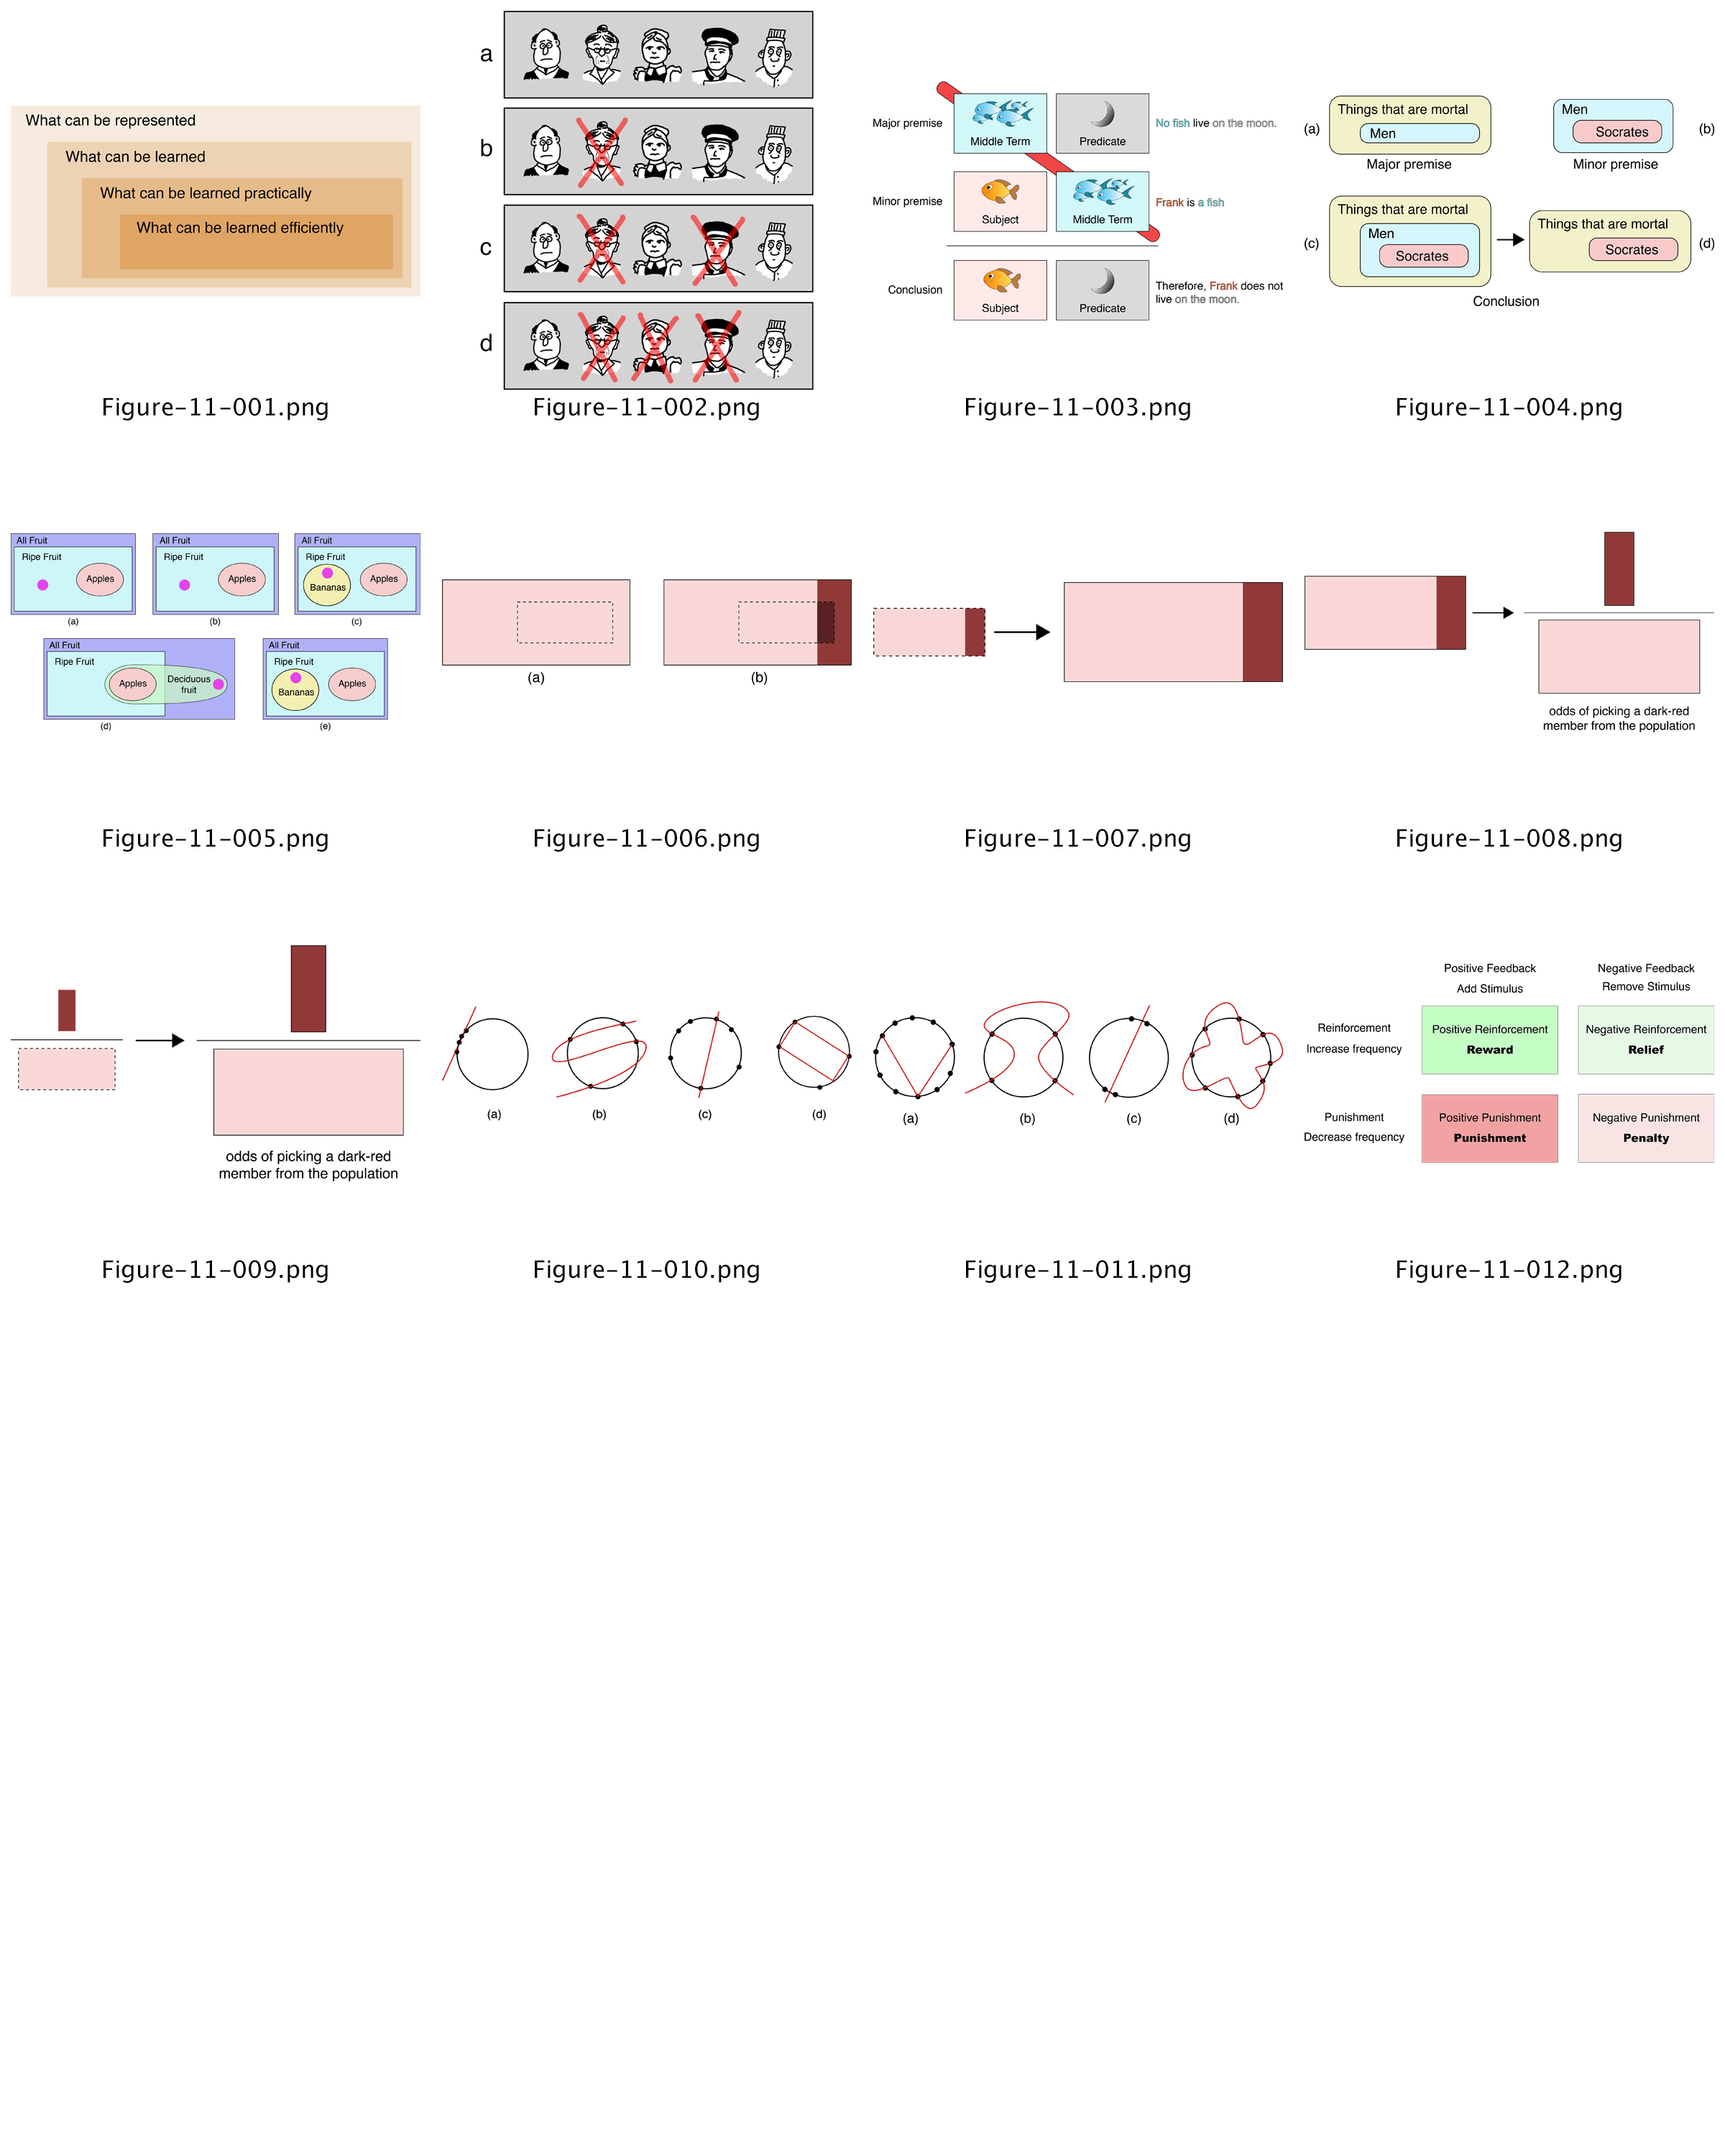 What can be represented
What can be learned
What can be learned practically
What can be learned efficiently
Figure-11-001.png
a
b
c
d
Figure-11-002.png
Major premise
Middle Term
Predicate
No fish live on the moon.
Minor premise
Subject
Middle Term
Frank is a fish
Conclusion
Subject
Predicate
Therefore, Frank does not
live on the moon.
Figure-11-003.png
(a)
Things that are mortal
Men
Major premise
Men
Socrates
(b)
Minor premise
(c)
Things that are mortal
Men
Socrates
Things that are mortal
Socrates
(d)
Conclusion
Figure-11-004.png
All Fruit
Ripe Fruit
Apples
(a)
All Fruit
Ripe Fruit
Apples
(b)
All Fruit
Ripe Fruit
Bananas
Apples
(c)
All Fruit
Ripe Fruit
Apples
Deciduous
fruit
(d)
All Fruit
Ripe Fruit
Bananas
Apples
(e)
Figure-11-005.png
(a)
(b)
Figure-11-006.png
Figure-11-007.png
odds of picking a dark-red
member from the population
Figure-11-008.png
odds of picking a dark-red
member from the population
Figure-11-009.png
(a)
(b)
(c)
(d)
Figure-11-010.png
(a)
(b)
(c)
(d)
Figure-11-011.png
Positive Feedback
Add Stimulus
Negative Feedback
Remove Stimulus
Reinforcement
Increase frequency
Positive Reinforcement
Reward
Negative Reinforcement
Relief
Punishment
Decrease frequency
Positive Punishment
Punishment
Negative Punishment
Penalty
Figure-11-012.png